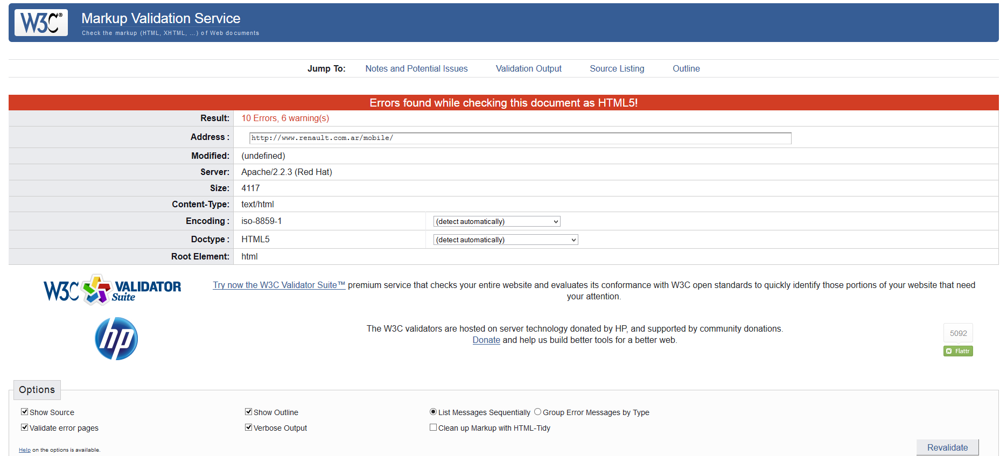 W3C®
Markup Validation Service
Check the markup (HTML, XHTML, …) of Web documents
Jump To: Notes and Potential Issues Validation Output Source Listing Outline
Errors found while checking this document as HTML5!
Result: 10 Errors, 6 warning(s)
Address : http://www.renault.com.ar/mobile/
Modified: (undefined)
Server: Apache/2.2.3 (Red Hat)
Size: 4117
Content-Type: text/html
Encoding : iso-8859-1 (detect automatically)
Doctype : HTML5 (detect automatically)
Root Element: html
W3C VALIDATOR Suite
Try now the W3C Validator Suite™ premium service that checks your entire website and evaluates its conformance with W3C open standards to quickly identify those portions of your website that need
your attention.
hp
The W3C validators are hosted on server technology donated by HP, and supported by community donations.
Donate and help us build better tools for a better web.
5092
Flattr
Options
Show Source Show Outline List Messages Sequentially Group Error Messages by Type
Validate error pages Verbose Output Clean up Markup with HTML-Tidy
Help on the options is available.
Revalidate